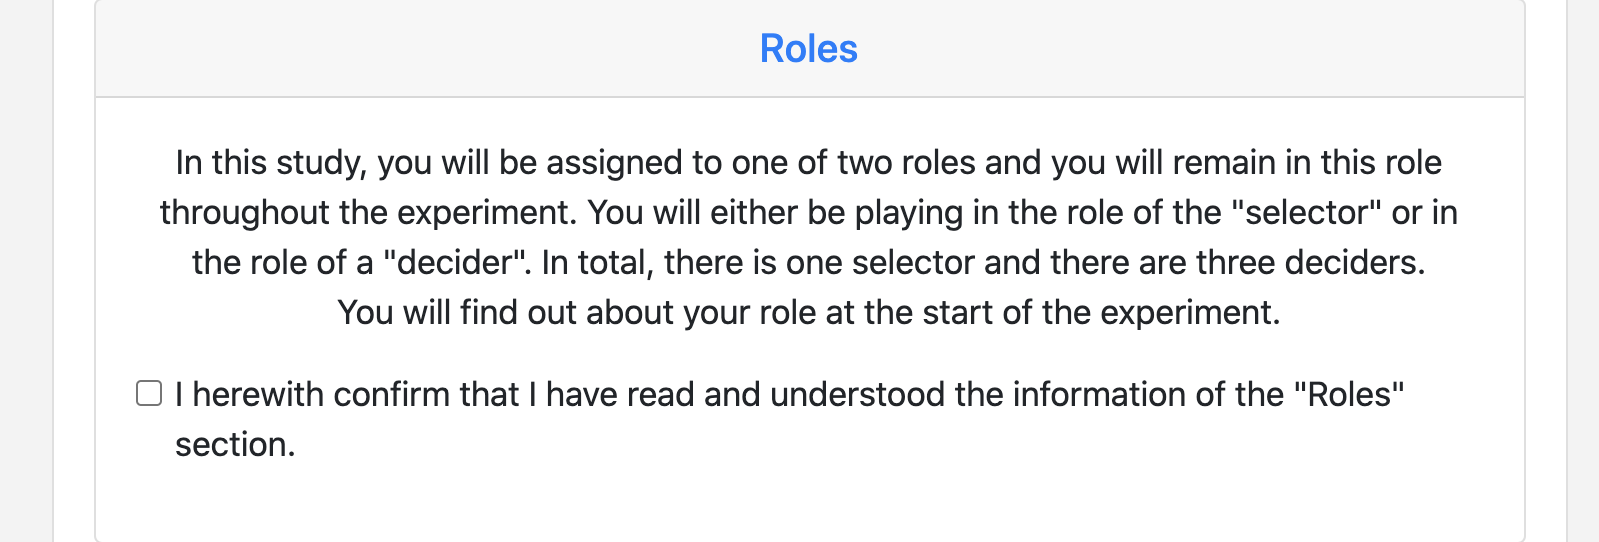 Roles
In this study, you will be assigned to one of two roles and you will remain in this role
throughout the experiment. You will either be playing in the role of the "selector" or in
the role of a "decider". In total, there is one selector and there are three deciders.
You will find out about your role at the start of the experiment.
I herewith confirm that I have read and understood the information of the "Roles"
section.